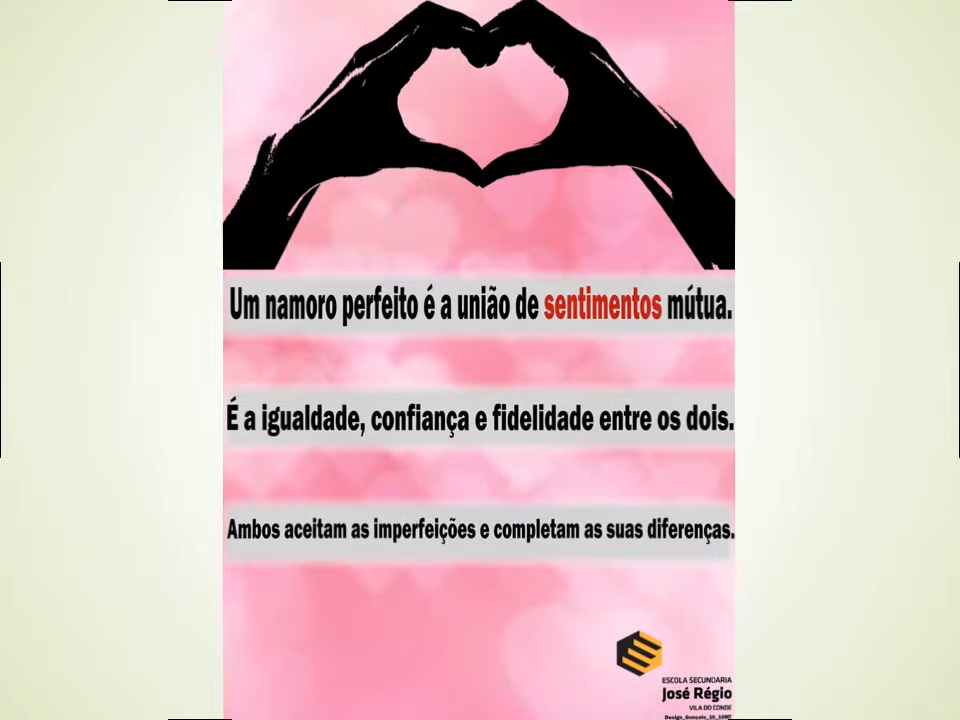 Um namoro perfeito é a união de sentimentos mútua.
É a igualdade, confiança e fidelidade entre os dois.
Ambos aceitam as imperfeições e completam as suas diferenças.
ESCOLA SECUNDÁRIA
José Régio
VILA DO CONDE